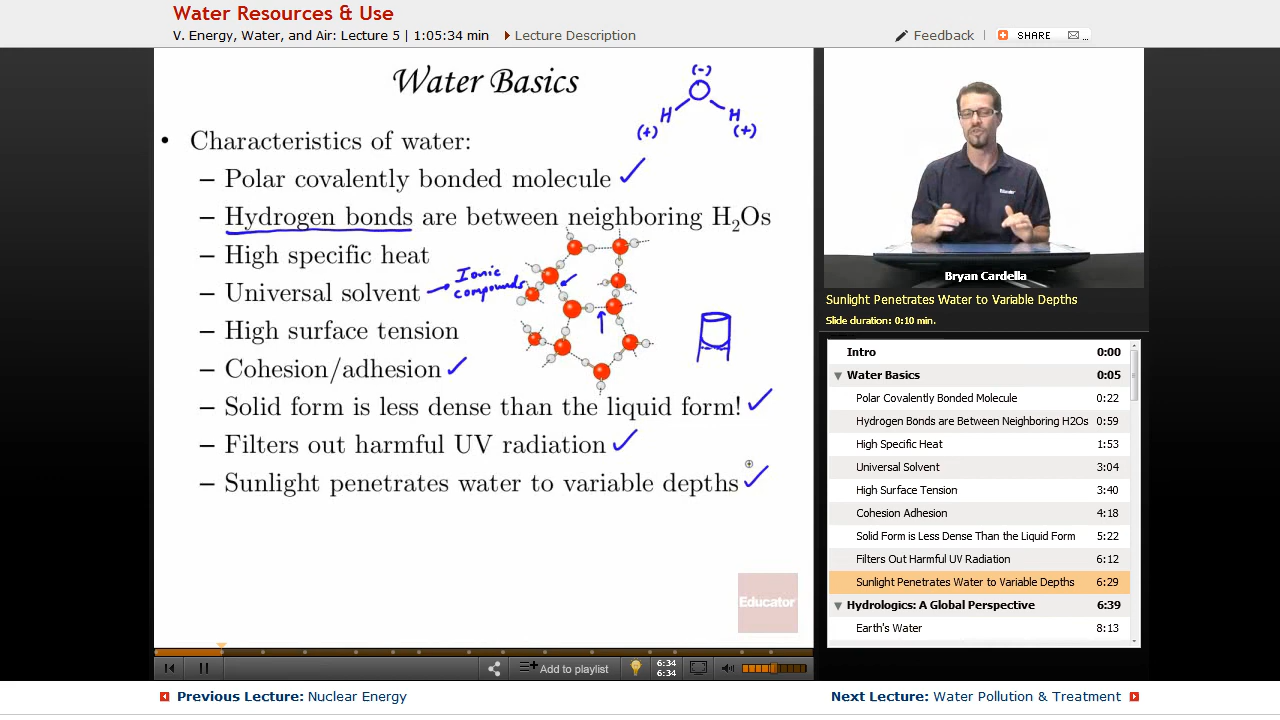 Water Resources & Use
V. Energy, Water, and Air: Lecture 5 | 1:05:34 min
Lecture Description
Feedback
SHARE
Water Basics
(-)
H
H
(+)
(+)
• Characteristics of water:
– Polar covalently bonded molecule ✓
– Hydrogen bonds are between neighboring H₂Os
– High specific heat
– Universal solvent
Ionic
compounds
– High surface tension
– Cohesion/adhesion ✓
– Solid form is less dense than the liquid form! ✓
– Filters out harmful UV radiation ✓
– Sunlight penetrates water to variable depths ✓
Educator
Educator
Bryan Cardella
Sunlight Penetrates Water to Variable Depths
Slide duration: 0:10 min.
Intro 0:00
Water Basics 0:05
Polar Covalently Bonded Molecule 0:22
Hydrogen Bonds are Between Neighboring H2Os 0:59
High Specific Heat 1:53
Universal Solvent 3:04
High Surface Tension 3:40
Cohesion Adhesion 4:18
Solid Form is Less Dense Than the Liquid Form 5:22
Filters Out Harmful UV Radiation 6:12
Sunlight Penetrates Water to Variable Depths 6:29
Hydrologics: A Global Perspective 6:39
Earth's Water 8:13
Add to playlist
6:34
6:34
Previous Lecture: Nuclear Energy
Next Lecture: Water Pollution & Treatment